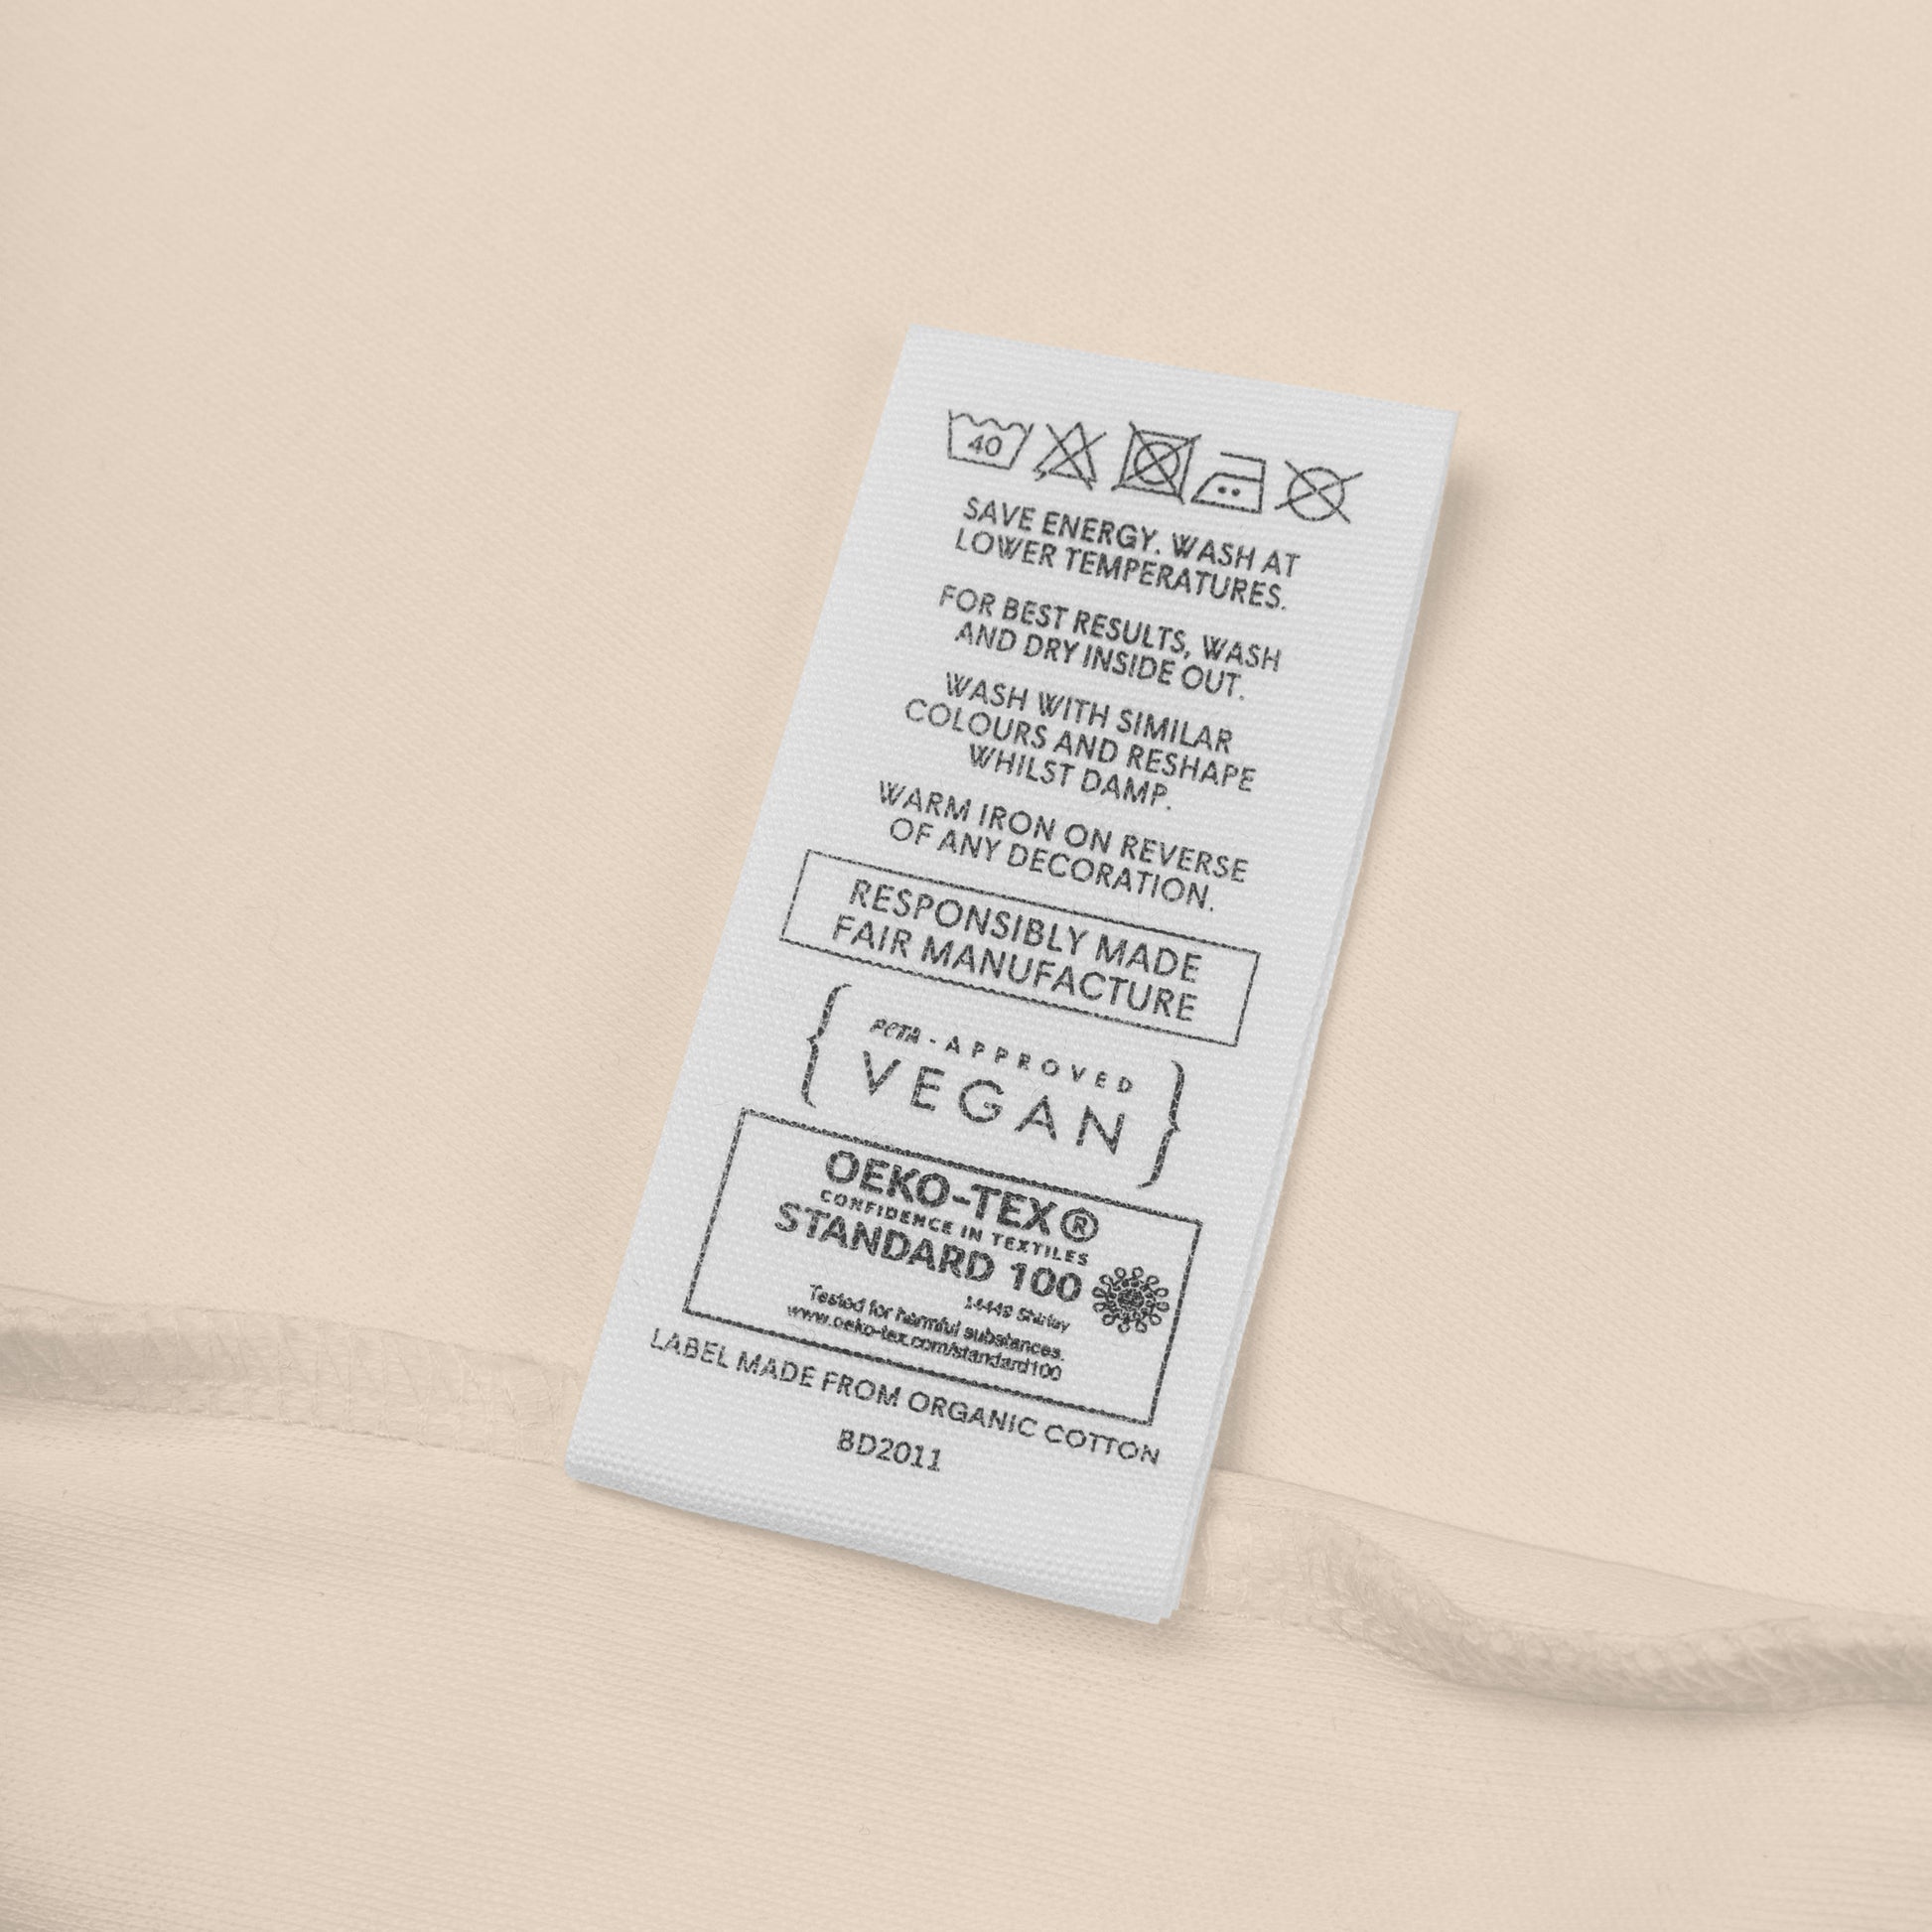 40
SAVE ENERGY. WASH AT
LOWER TEMPERATURES.
FOR BEST RESULTS, WASH
AND DRY INSIDE OUT.
WASH WITH SIMILAR
COLOURS AND RESHAPE
WHILST DAMP.
WARM IRON ON REVERSE
OF ANY DECORATION.
RESPONSIBLY MADE
FAIR MANUFACTURE
PETA - APPROVED
VEGAN
OEKO-TEX®
CONFIDENCE IN TEXTILES
STANDARD 100
14449 Shirley
Tested for harmful substances.
www.oeko-tex.com/standard100
LABEL MADE FROM ORGANIC COTTON
BD2011